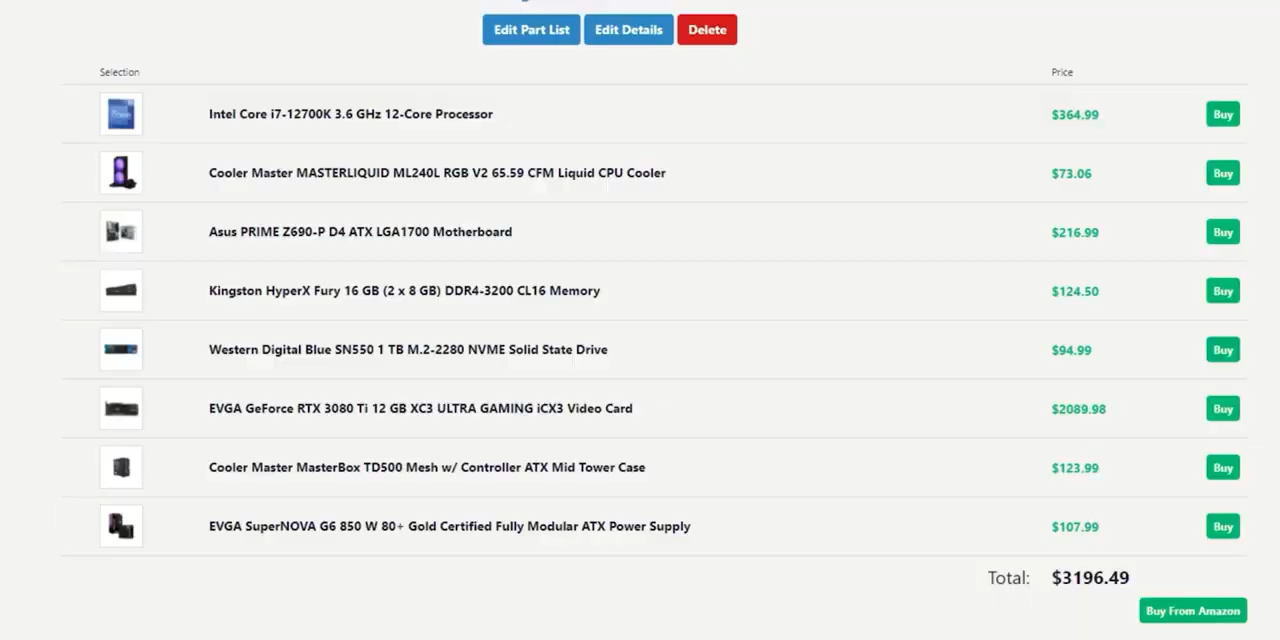 Edit Part List Edit Details Delete
Selection Price
Intel Core i7-12700K 3.6 GHz 12-Core Processor $364.99 Buy
Cooler Master MASTERLIQUID ML240L RGB V2 65.59 CFM Liquid CPU Cooler $73.06 Buy
Asus PRIME Z690-P D4 ATX LGA1700 Motherboard $216.99 Buy
Kingston HyperX Fury 16 GB (2 x 8 GB) DDR4-3200 CL16 Memory $124.50 Buy
Western Digital Blue SN550 1 TB M.2-2280 NVME Solid State Drive $94.99 Buy
EVGA GeForce RTX 3080 Ti 12 GB XC3 ULTRA GAMING iCX3 Video Card $2089.98 Buy
Cooler Master MasterBox TD500 Mesh w/ Controller ATX Mid Tower Case $123.99 Buy
EVGA SuperNOVA G6 850 W 80+ Gold Certified Fully Modular ATX Power Supply $107.99 Buy
Total: $3196.49
Buy From Amazon